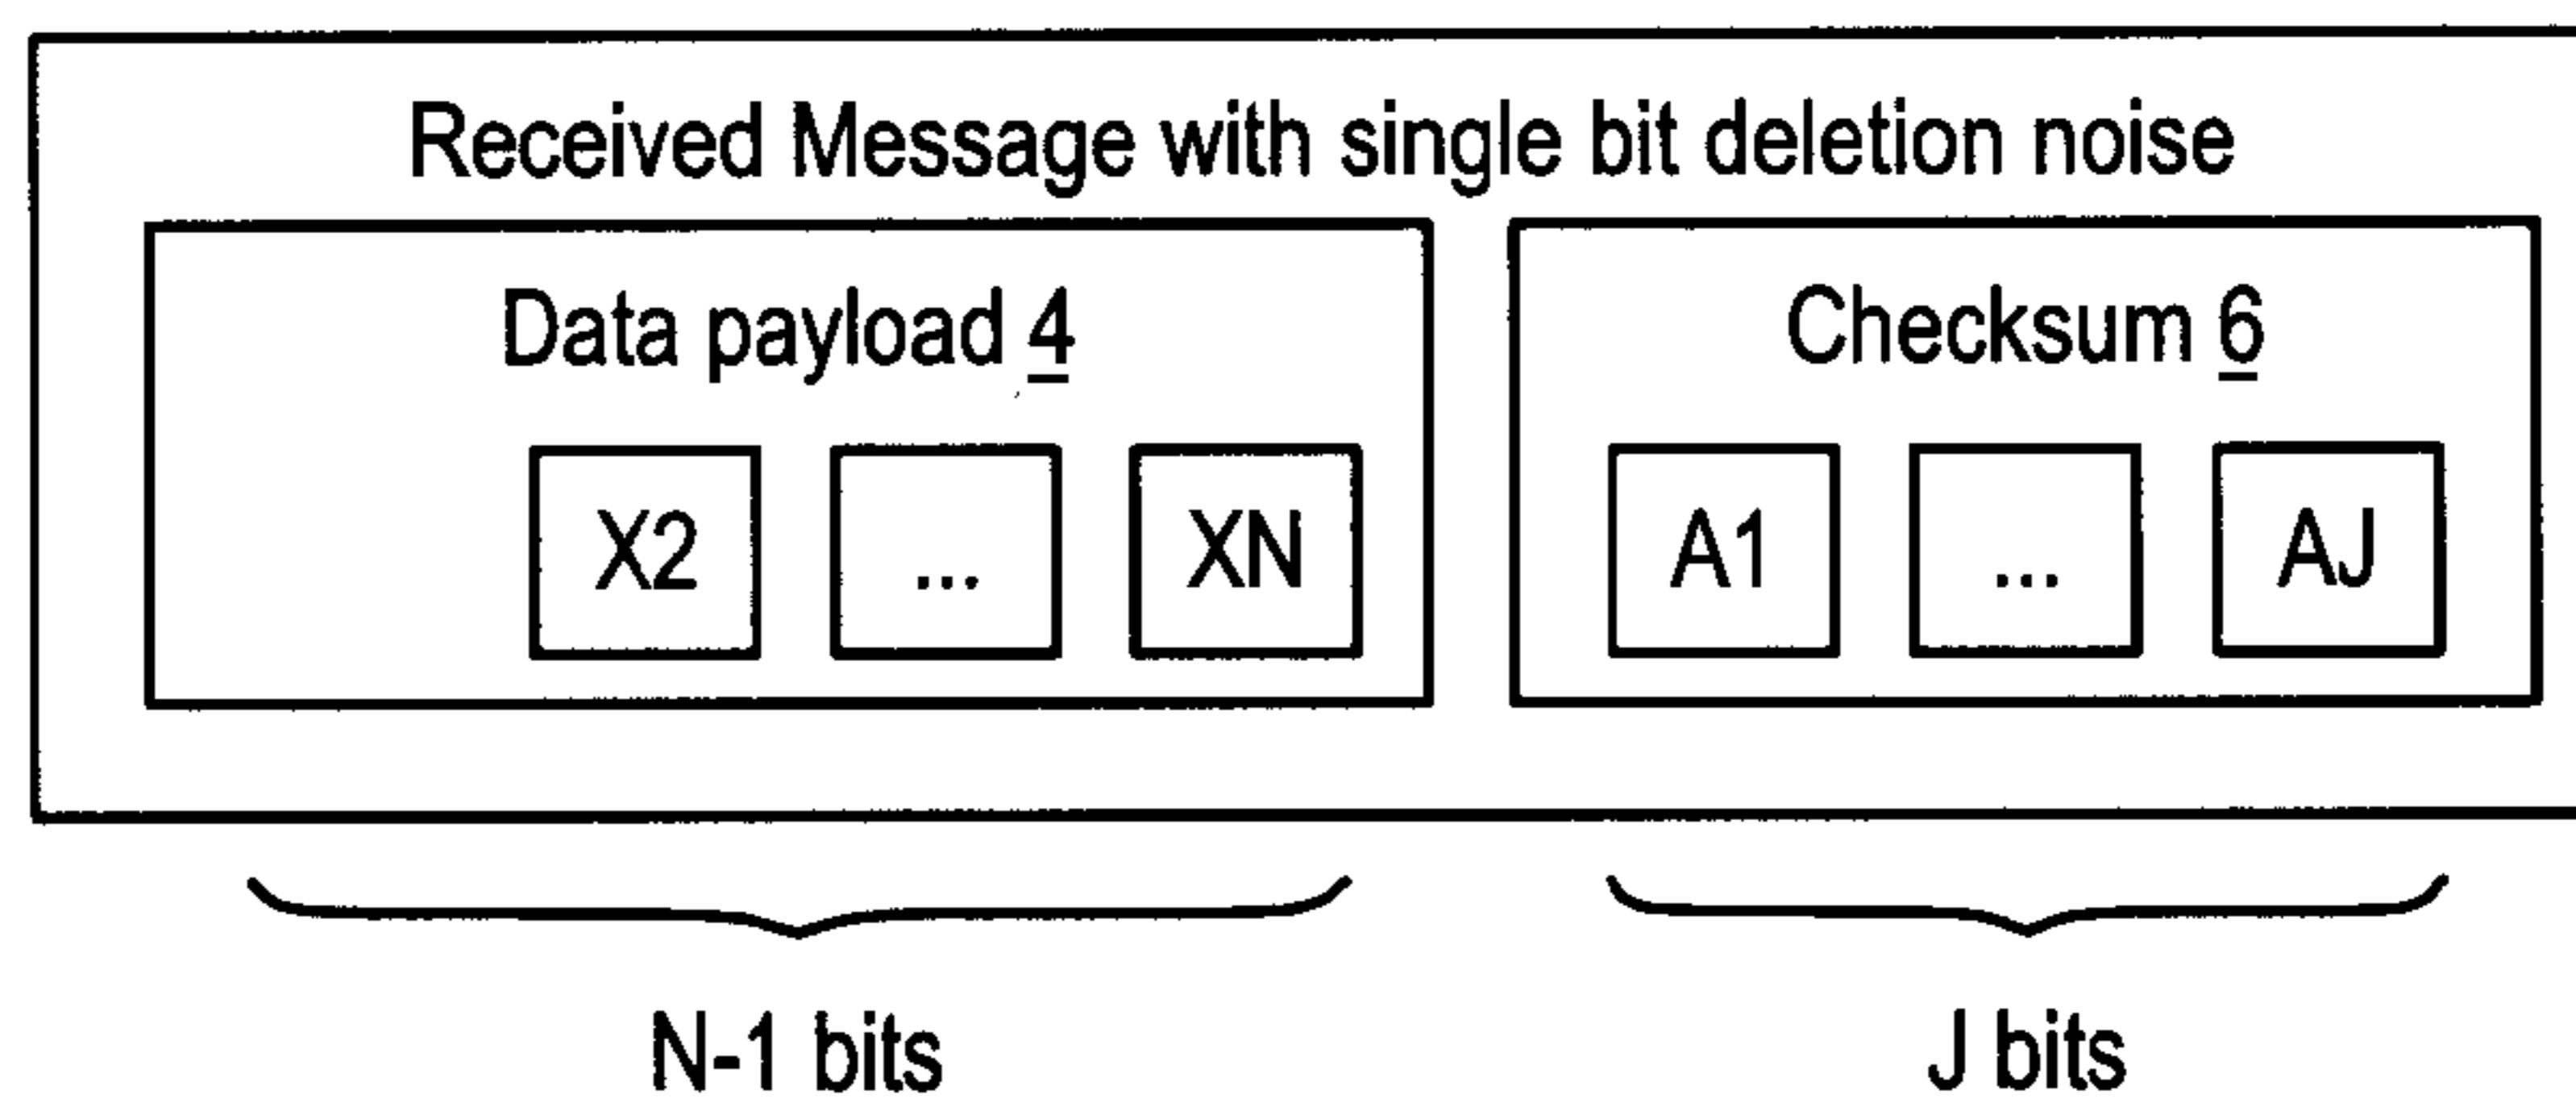 Received Message with single bit deletion noise
Data payload 4
Checksum 6
X2 ... XN
A1 ... AJ
N-1 bits
J bits